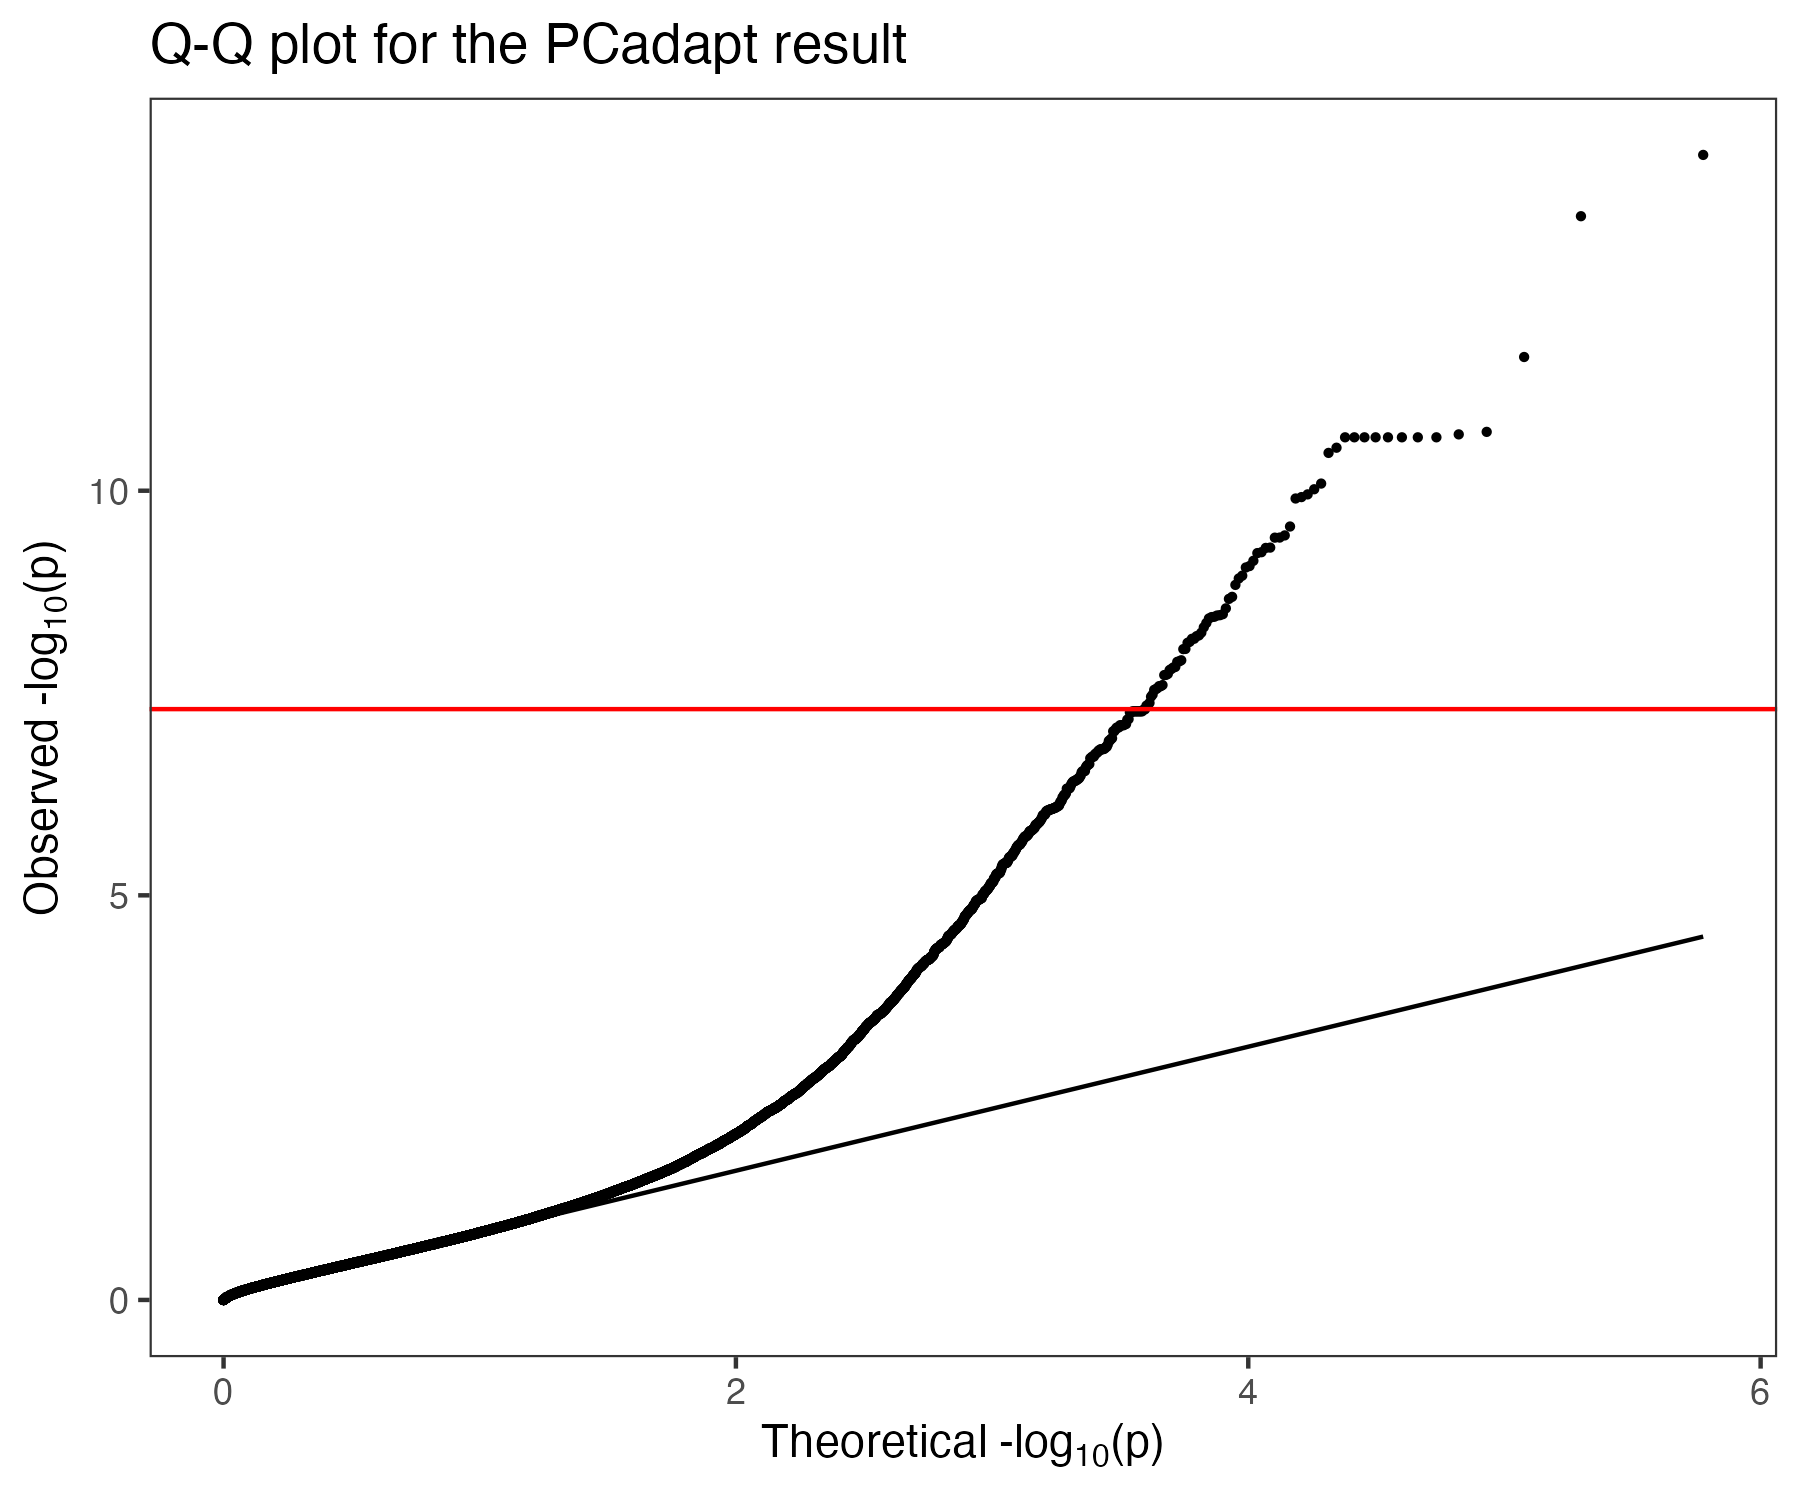 Q-Q plot for the PCadapt result
Observed -log₁₀(p)
10
5
0
0 2 4 6
Theoretical -log₁₀(p)